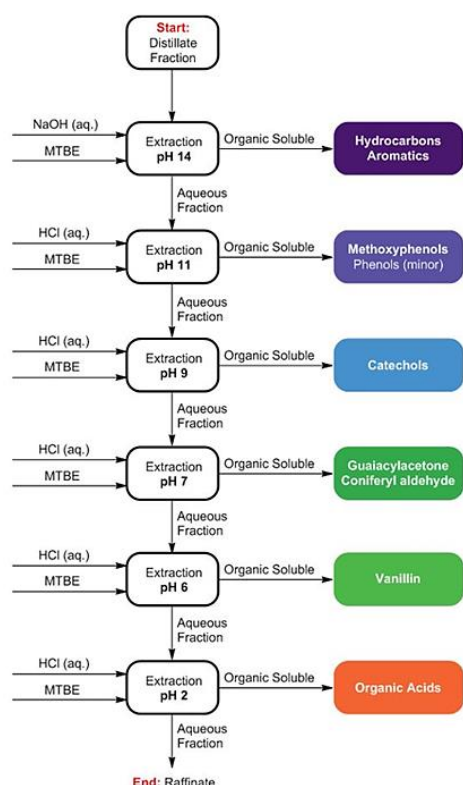 Start:
Distillate
Fraction
NaOH (aq.)
MTBE
Extraction
pH 14
Organic Soluble
Hydrocarbons
Aromatics
Aqueous
Fraction
HCl (aq.)
MTBE
Extraction
pH 11
Organic Soluble
Methoxyphenols
Phenols (minor)
Aqueous
Fraction
HCl (aq.)
MTBE
Extraction
pH 9
Organic Soluble
Catechols
Aqueous
Fraction
HCl (aq.)
MTBE
Extraction
pH 7
Organic Soluble
Guaiacylacetone
Coniferyl aldehyde
Aqueous
Fraction
HCl (aq.)
MTBE
Extraction
pH 6
Organic Soluble
Vanillin
Aqueous
Fraction
HCl (aq.)
MTBE
Extraction
pH 2
Organic Soluble
Organic Acids
Aqueous
Fraction
End: Raffinate